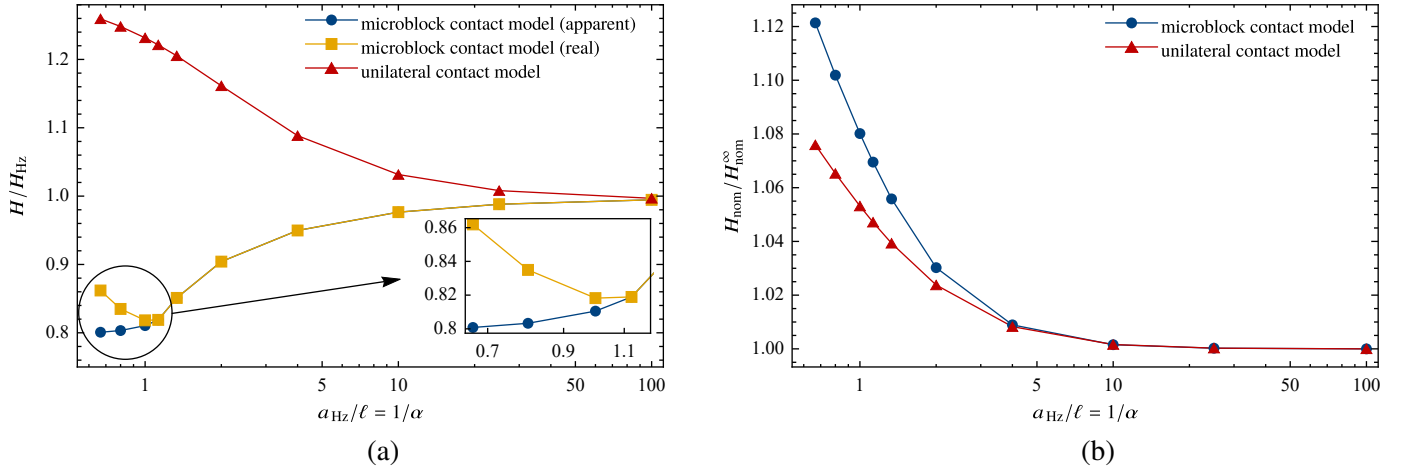 microblock contact model (apparent)
microblock contact model (real)
unilateral contact model
1.2
1.1
1.0
0.9
0.8
H/H_Hz
0.86
0.84
0.82
0.8
0.7 0.9 1.1
1 5 10 50 100
a_Hz/ℓ = 1/α
(a)
microblock contact model
unilateral contact model
1.12
1.10
1.08
1.06
1.04
1.02
1.00
H_nom/H_nom^∞
1 5 10 50 100
a_Hz/ℓ = 1/α
(b)